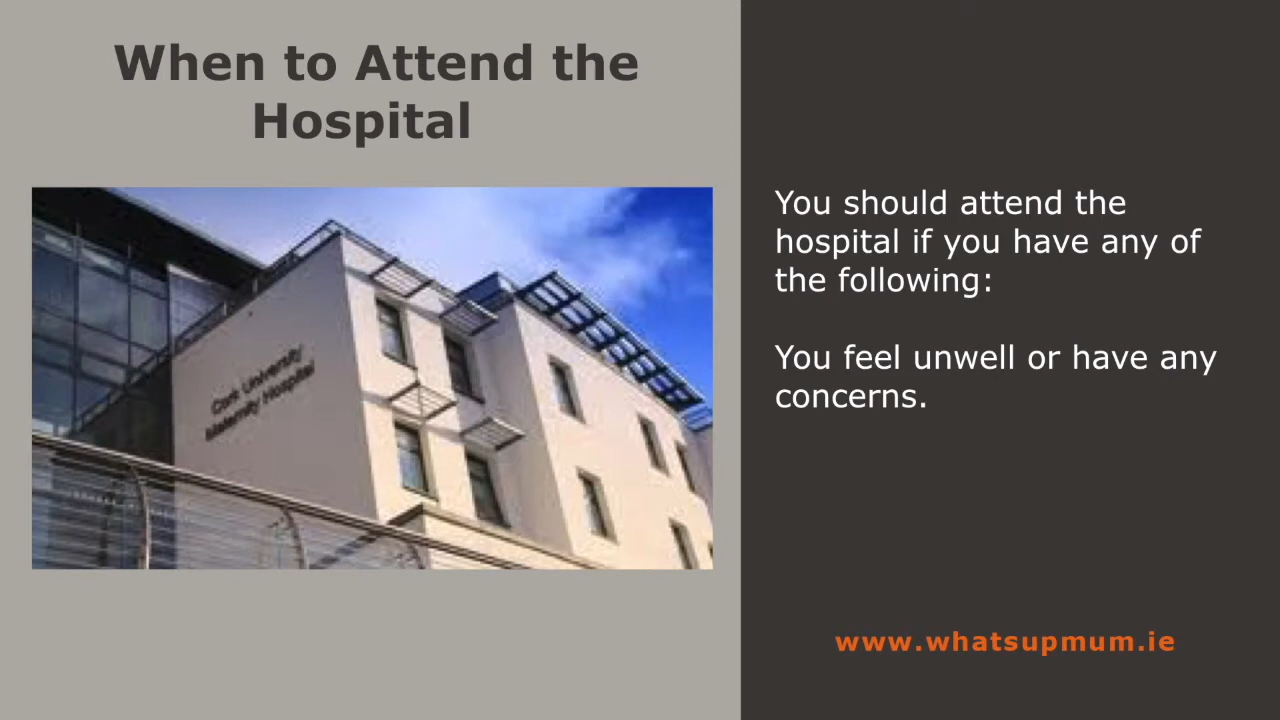 When to Attend the
Hospital
Cork University
Maternity Hospital
You should attend the
hospital if you have any of
the following:
You feel unwell or have any
concerns.
www.whatsupmum.ie